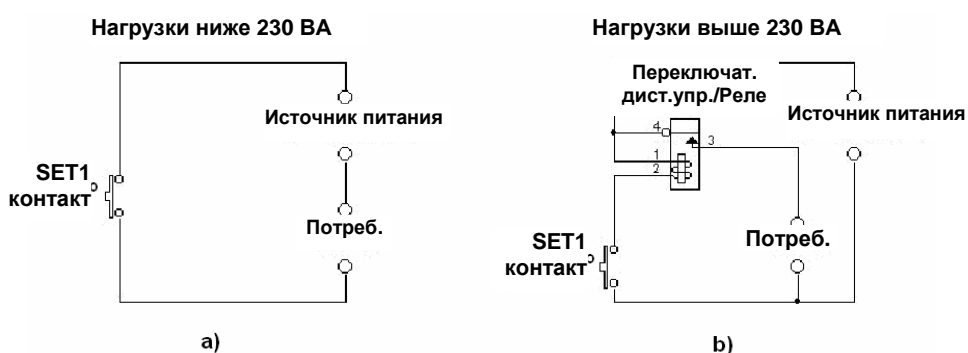 Нагрузки ниже 230 ВА
Источник питания
SET1
контакт
Потреб.
a)
Нагрузки выше 230 ВА
Переключат.
дист.упр./Реле
Источник питания
4
3
1
2
SET1
контакт
Потреб.
b)